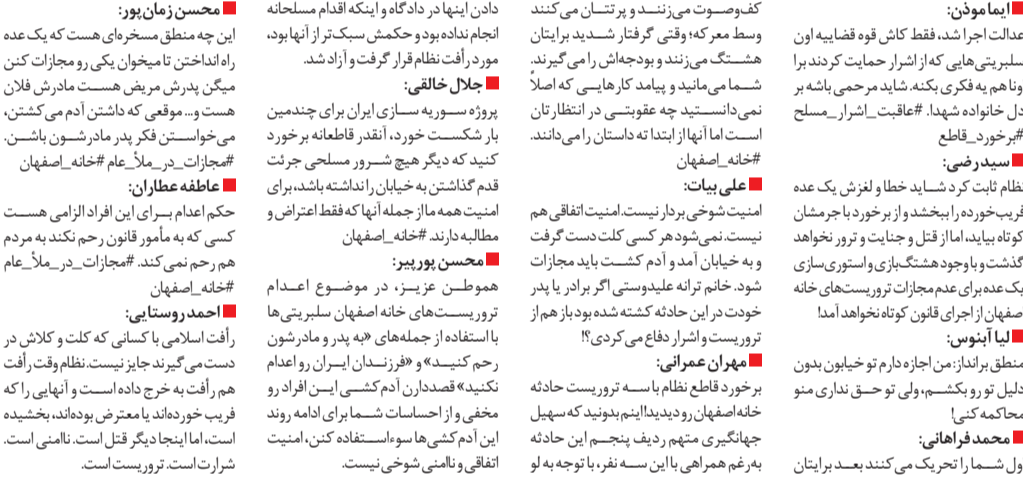 ایما موذن:
عدالت اجرا شد، فقط کاش قوه قضاییه اون
سلبریتی‌هایی که از اشرار حمایت کردند برا
ونا هم یه فکری بکنه. شاید مرحمی باشه بر
دل خانواده شهدا. #عاقبت_اشرار_مسلح
#برخورد_قاطع
سیدرضی:
نظام ثابت کرد شاید خطا و لغزش یک عده
فریب‌خورده را ببخشد و از برخورد با جرمشان
کوتاه بیاید، اما از قتل و جنایت و ترور نخواهد
گذشت و با وجود هشتگ‌بازی و استوری‌سازی
یک عده برای عدم مجازات تروریست‌های خانه
صفهان از اجرای قانون کوتاه نخواهد آمد!
لیا آبنوس:
منطق برانداز: من اجازه دارم تو خیابون بدون
دلیل تو رو بکشم، ولی تو حق نداری منو
محاکمه کنی!
محمد فراهانی:
ول شما را تحریک می‌کنند بعد برایتان
کف‌وصوت می‌زنند و پرتتان می‌کنند
وسط معرکه؛ وقتی گرفتار شدید برایتان
هشتگ می‌زنند و بودجه‌اش را می‌گیرند.
شما می‌مانید و پیامد کارهایی که اصلاً
نمی‌دانستید چه عقوبتی در انتظارتان
است اما آنها از ابتدا ته داستان را می‌دانند.
#خانه_اصفهان
علی بیات:
امنیت شوخی‌بردار نیست. امنیت اتفاقی هم
نیست. نمی‌شود هر کسی کلت دست گرفت
و به خیابان آمد و آدم کشت باید مجازات
شود. خانم ترانه علیدوستی اگر برادر یا پدر
خودت در این حادثه کشته شده بود باز هم از
تروریست و اشرار دفاع می‌کردی؟!
مهران عمرانی:
برخورد قاطع نظام با سه تروریست حادثه
خانه اصفهان رو دیدید! اینم بدونید که سهیل
جهانگیری متهم ردیف پنجم این حادثه
به‌رغم همراهی با این سه نفر، با توجه به لو
دادن اینها در دادگاه و اینکه اقدام مسلحانه
انجام نداده بود و حکمش سبک‌تر از آنها بود،
مورد رأفت نظام قرار گرفت و آزاد شد.
جلال خالقی:
پروژه سوریه سازی ایران برای چندمین
بار شکست خورد، آنقدر قاطعانه برخورد
کنید که دیگر هیچ شرور مسلحی جرئت
قدم گذاشتن به خیابان را نداشته باشد، برای
امنیت همه ما از جمله آنها که فقط اعتراض و
مطالبه دارند. #خانه_اصفهان
محسن پورپیر:
هموطن عزیز، در موضوع اعدام
تروریست‌های خانه اصفهان سلبریتی‌ها
با استفاده از جمله‌های «به پدر و مادرشون
رحم کنید» و «فرزندان ایران رو اعدام
نکنید» قصد دارن آدم‌کشی این افراد رو
مخفی و از احساسات شما برای ادامه روند
این آدم‌کشی‌ها سوءاستفاده کنن، امنیت
اتفاقی و ناامنی شوخی نیست.
محسن زمان‌پور:
این چه منطق مسخره‌ای هست که یک عده
راه انداختن تا میخوان یکی رو مجازات کنن
میگن پدرش مریض هست مادرش فلان
هست و... موقعی که داشتن آدم می‌کشتن،
می‌خواستن فکر پدر مادرشون باشن.
#مجازات_در_ملأ_عام #خانه_اصفهان
عاطفه عطاران:
حکم اعدام برای این افراد الزامی هست
کسی که به مأمور قانون رحم نکند به مردم
هم رحم نمی‌کند. #مجازات_در_ملأ_عام
#خانه_اصفهان
احمد روستایی:
رأفت اسلامی با کسانی که کلت و کلاش در
دست می‌گیرند جایز نیست. نظام وقت رأفت
هم رأفت به خرج داده است و آنهایی را که
فریب خورده‌اند یا معترض بوده‌اند، بخشیده
است، اما اینجا دیگر قتل است. ناامنی است.
شرارت است. تروریست است.